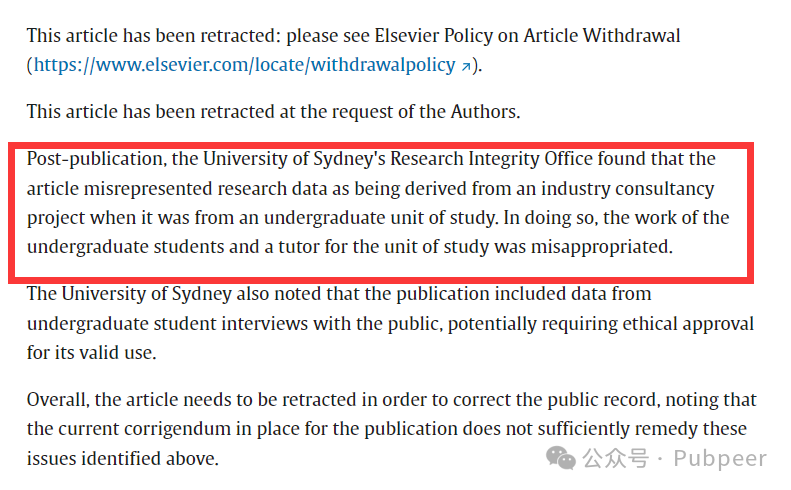 This article has been retracted: please see Elsevier Policy on Article Withdrawal
(https://www.elsevier.com/locate/withdrawalpolicy ↗).
This article has been retracted at the request of the Authors.
Post-publication, the University of Sydney's Research Integrity Office found that the
article misrepresented research data as being derived from an industry consultancy
project when it was from an undergraduate unit of study. In doing so, the work of the
undergraduate students and a tutor for the unit of study was misappropriated.
The University of Sydney also noted that the publication included data from
undergraduate student interviews with the public, potentially requiring ethical approval
for its valid use.
Overall, the article needs to be retracted in order to correct the public record, noting that
the current corrigendum in place for the publication does not sufficiently remedy these
issues identified above.
公众号 · Pubpeer